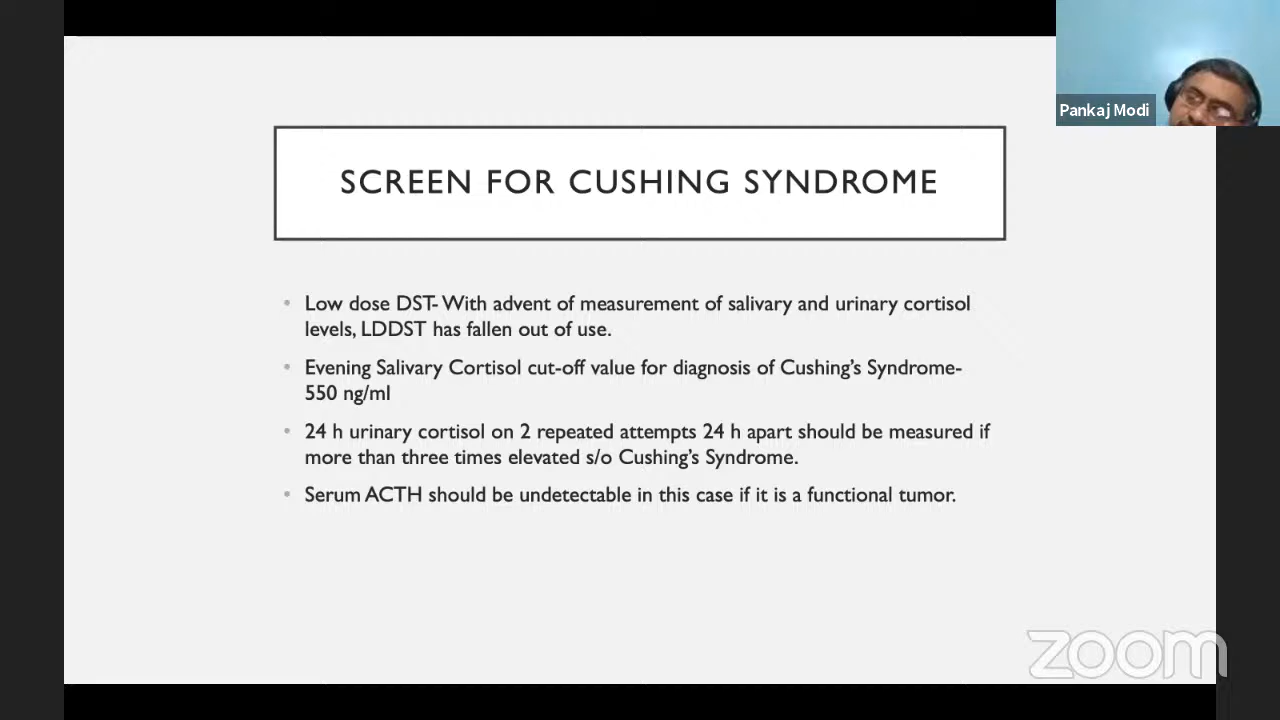 Pankaj Modi
SCREEN FOR CUSHING SYNDROME
• Low dose DST- With advent of measurement of salivary and urinary cortisol
levels, LDDST has fallen out of use.
• Evening Salivary Cortisol cut-off value for diagnosis of Cushing's Syndrome-
550 ng/ml
• 24 h urinary cortisol on 2 repeated attempts 24 h apart should be measured if
more than three times elevated s/o Cushing's Syndrome.
• Serum ACTH should be undetectable in this case if it is a functional tumor.
zoom